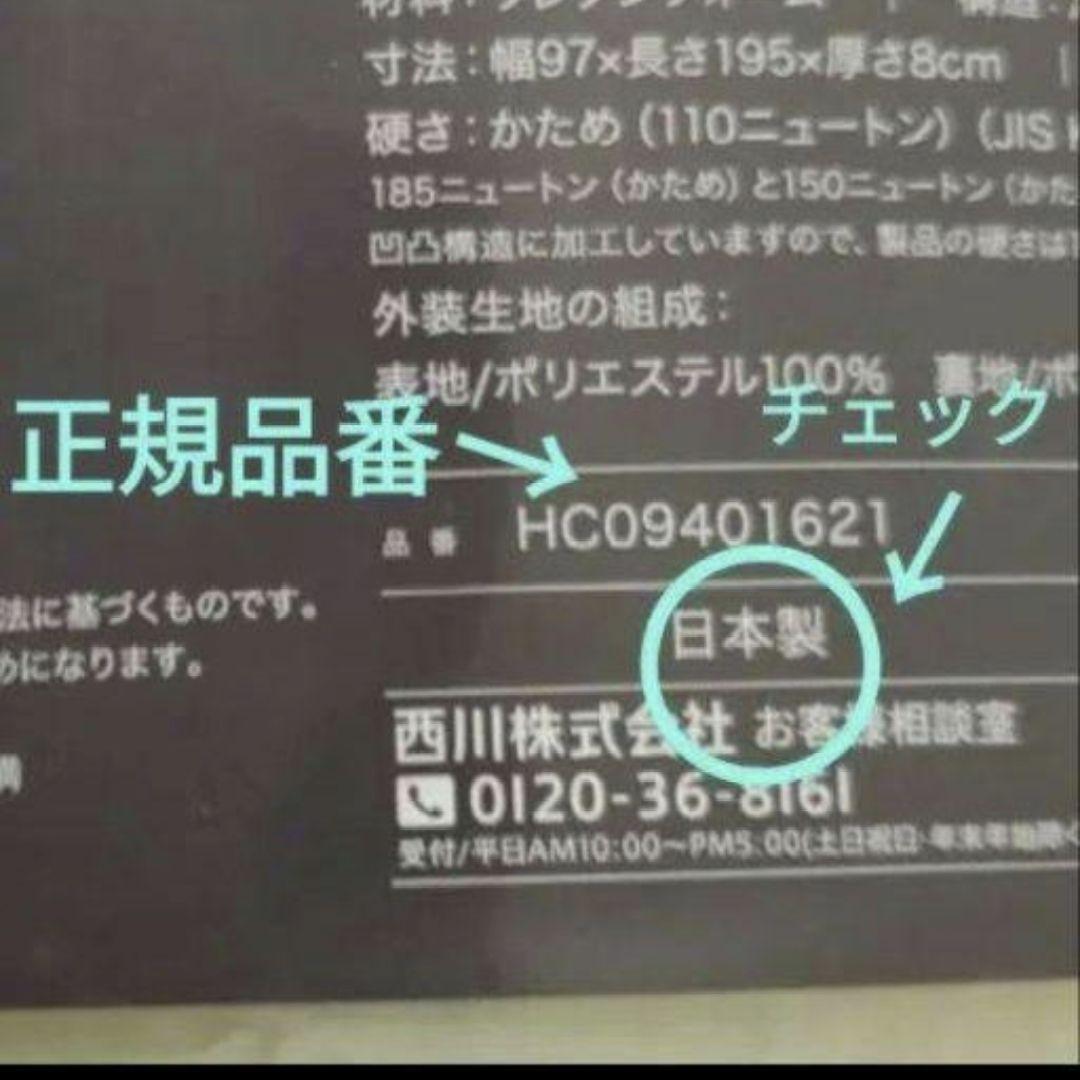 寸法：幅97×長さ195×厚さ8cm
硬さ：かため（110ニュートン）（JIS
185ニュートン（かため）と150ニュートン（かた
凹凸構造に加工していますので、製品の硬さは
外装生地の組成：
表地/ポリエステル100% 裏地/ポ
正規品番
チェック
品番 HC09401621
法に基づくものです。
日本製
めになります。
西川株式会社 お客様相談室
0120-36-8161
受付/平日AM10:00〜PM5:00(土日祝日・年末年始除く